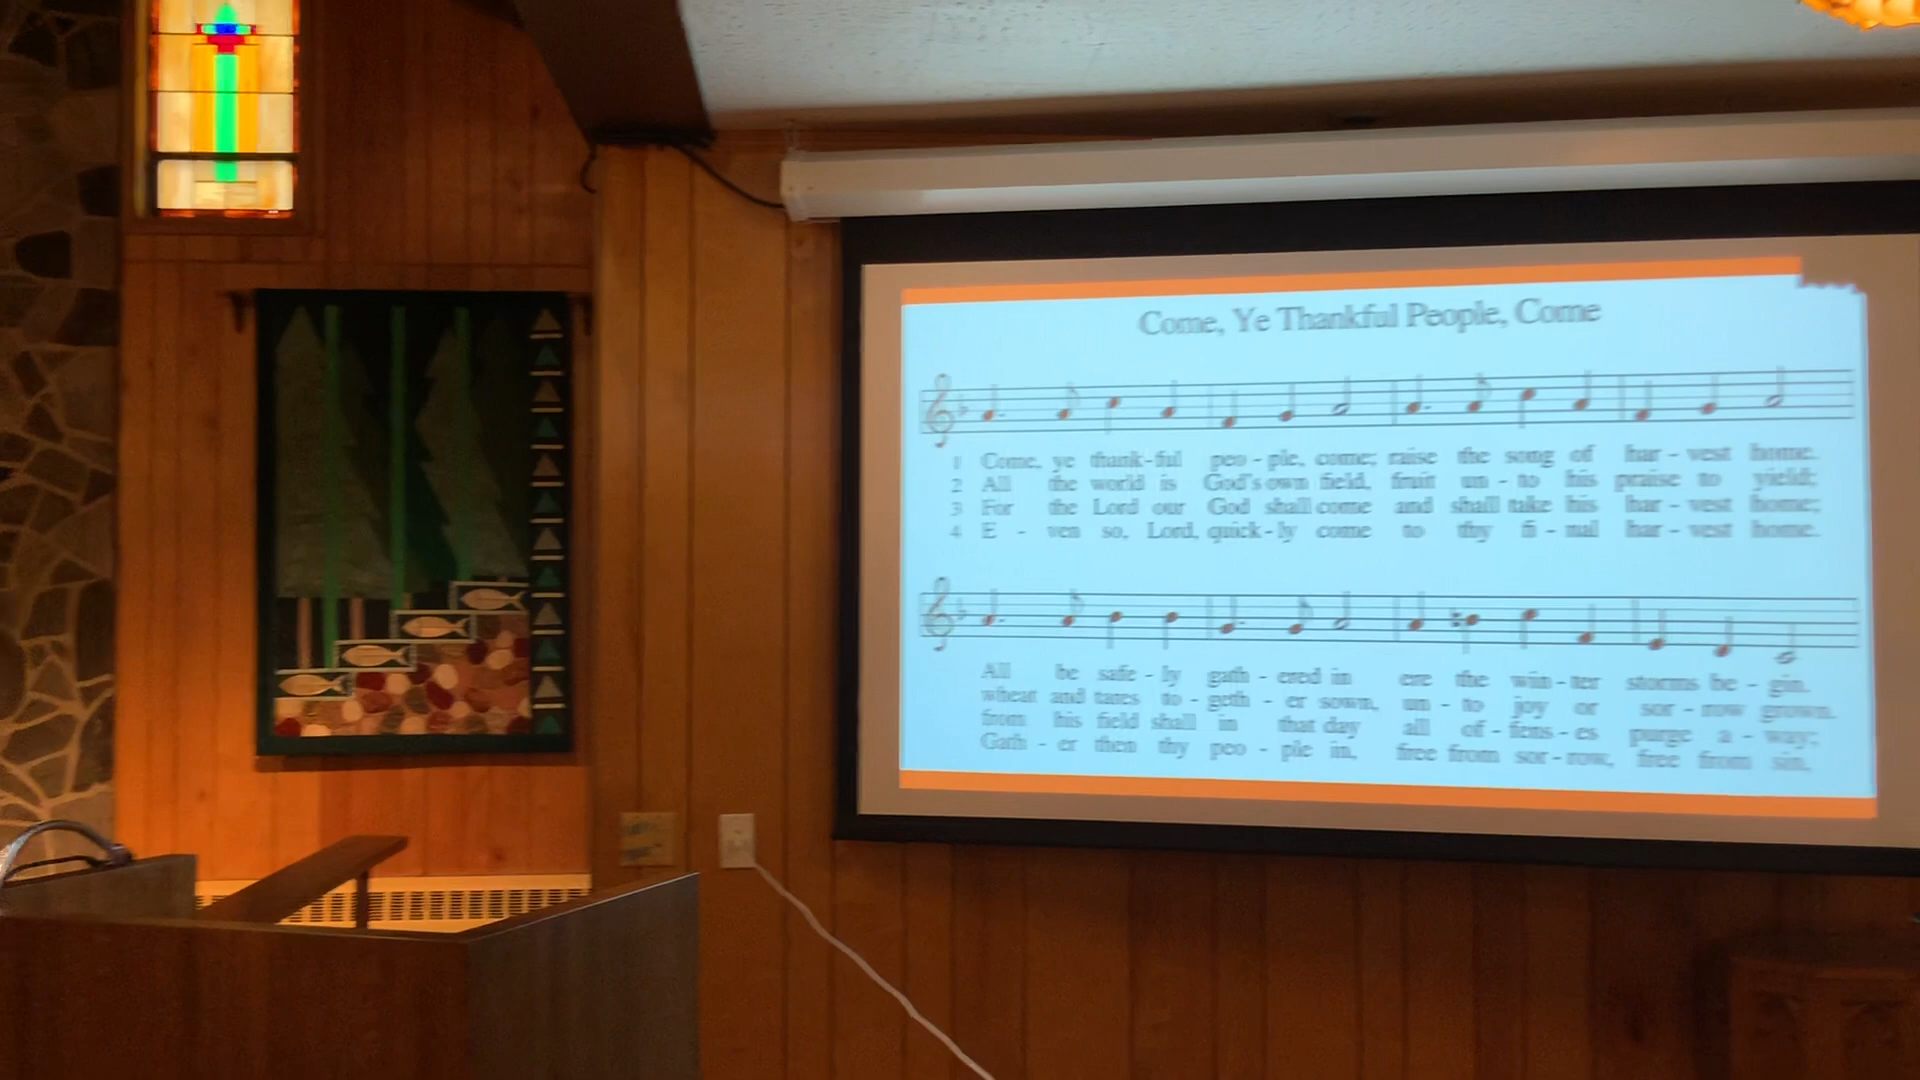 Come, Ye Thankful People, Come
1 Come, ye thank-ful peo-ple, come; raise the song of har-vest home.
2 All the world is God's own field, fruit un-to his praise to yield;
3 For the Lord our God shall come and shall take his har-vest home;
4 E-ven so, Lord, quick-ly come to thy fi-nal har-vest home.
All be safe-ly gath-ered in ere the win-ter storms be-gin.
wheat and tares to-geth-er sown, un-to joy or sor-row grown.
from his field shall in that day all of-fens-es purge a-way;
Gath-er then thy peo-ple in, free from sor-row, free from sin,